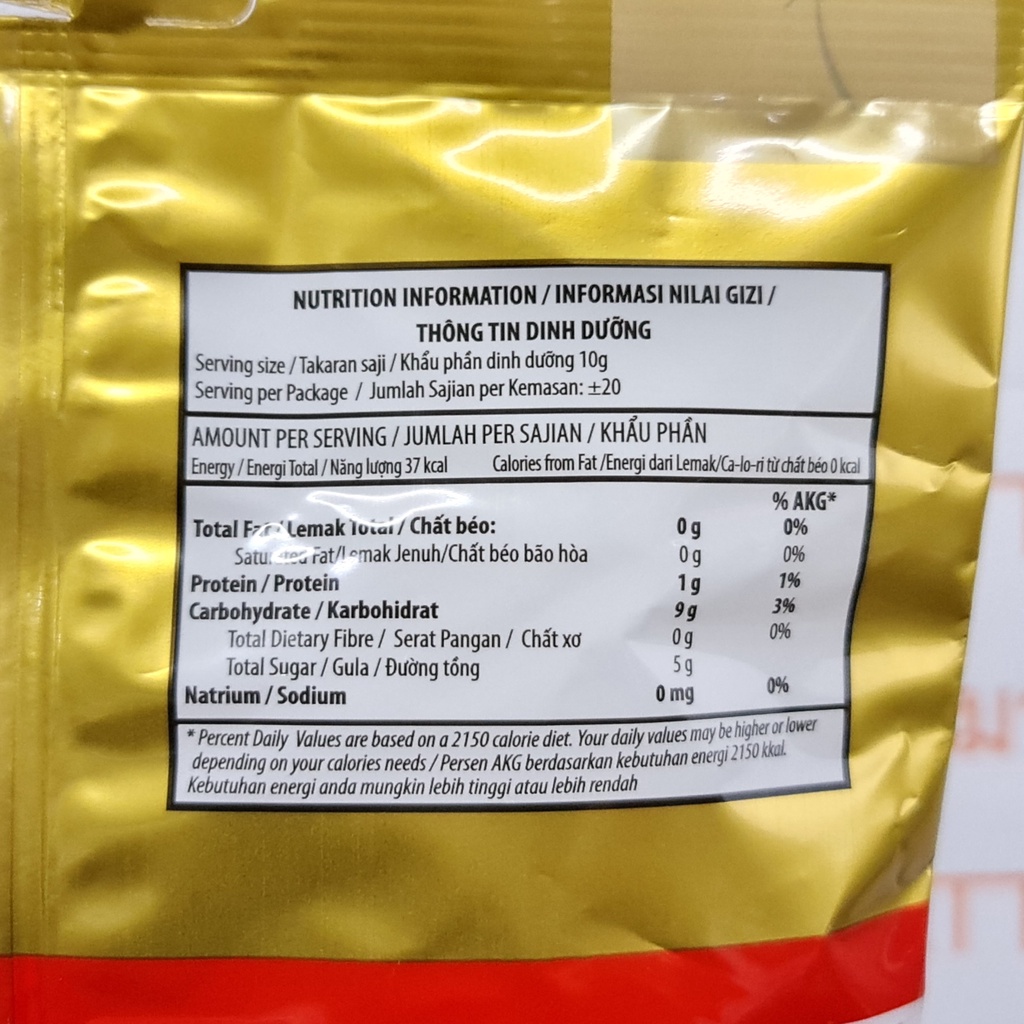 NUTRITION INFORMATION / INFORMASI NILAI GIZI /
THÔNG TIN DINH DƯỠNG
Serving size / Takaran saji / Khẩu phần dinh dưỡng 10g
Serving per Package / Jumlah Sajian per Kemasan: ±20
AMOUNT PER SERVING / JUMLAH PER SAJIAN / KHẨU PHẦN
Energy / Energi Total / Năng lượng 37 kcal Calories from Fat /Energi dari Lemak/Ca-lo-ri từ chất béo 0 kcal
% AKG*
Total Fat / Lemak Total / Chất béo: 0 g 0%
Saturated Fat/Lemak Jenuh/Chất béo bão hòa 0 g 0%
Protein / Protein 1 g 1%
Carbohydrate / Karbohidrat 9 g 3%
Total Dietary Fibre / Serat Pangan / Chất xơ 0 g 0%
Total Sugar / Gula / Đường tổng 5 g
Natrium / Sodium 0 mg 0%
* Percent Daily Values are based on a 2150 calorie diet. Your daily values may be higher or lower
depending on your calories needs / Persen AKG berdasarkan kebutuhan energi 2150 kkal.
Kebutuhan energi anda mungkin lebih tinggi atau lebih rendah